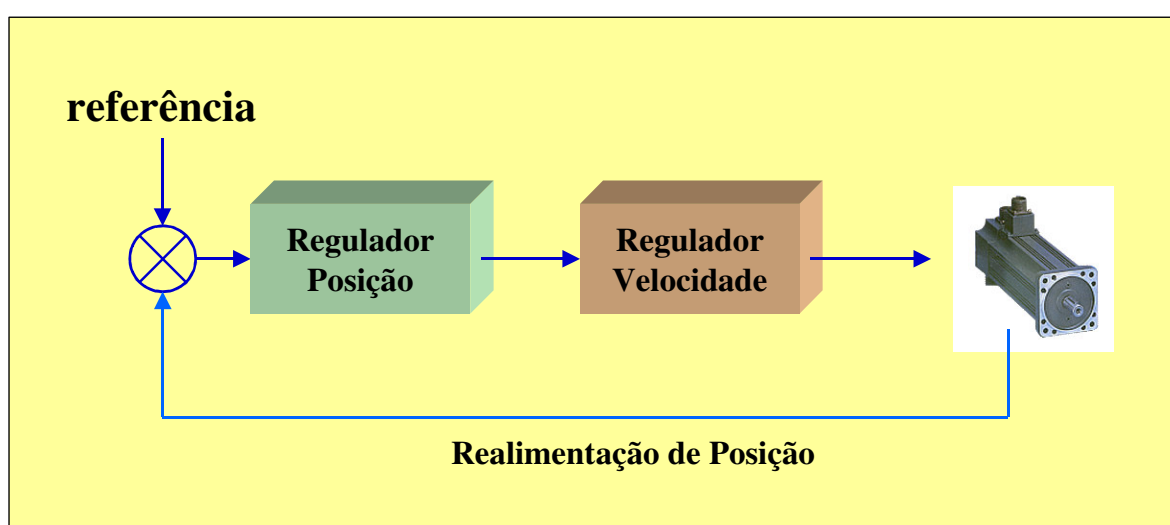 referência
Regulador
Posição
Regulador
Velocidade
Realimentação de Posição